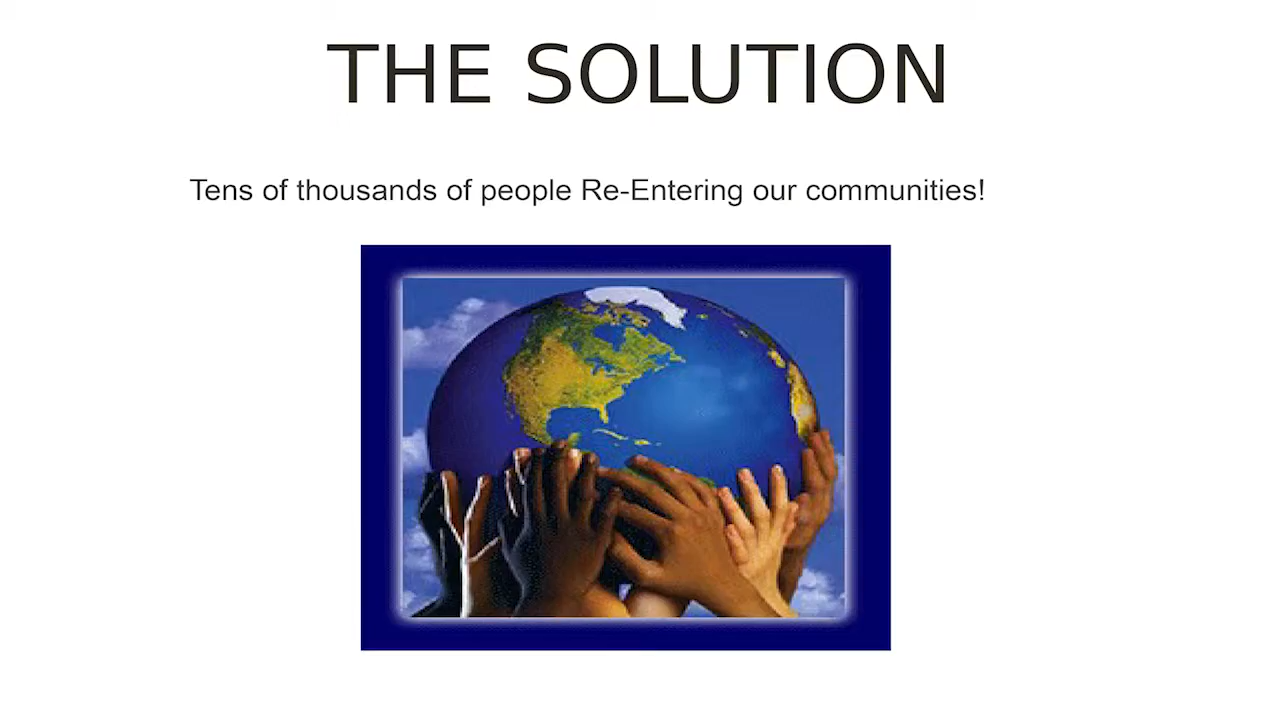 THE SOLUTION
Tens of thousands of people Re-Entering our communities!